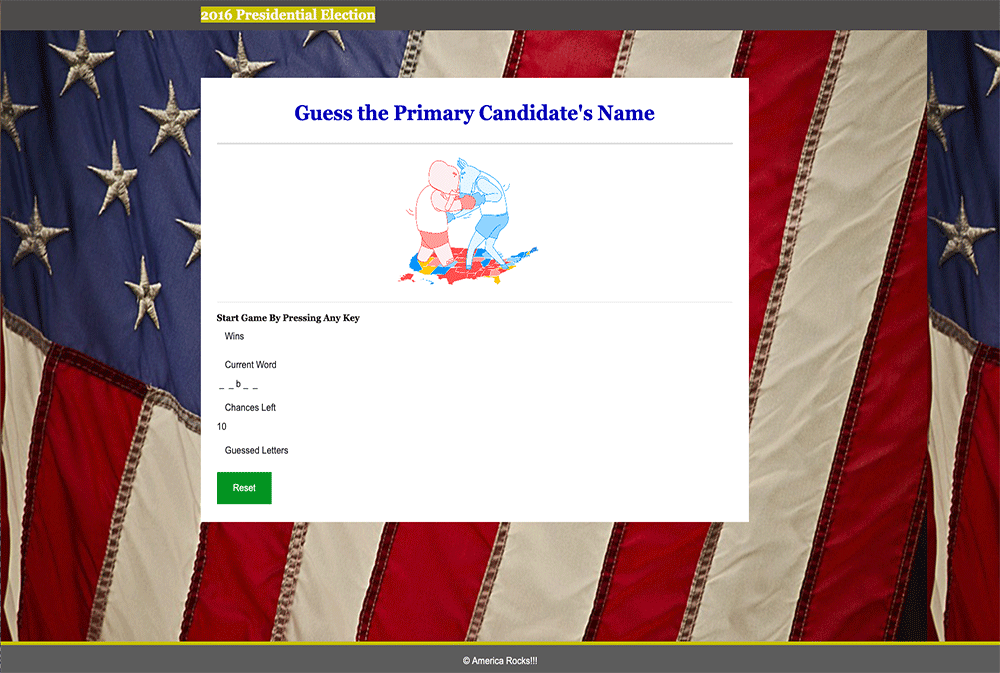 2016 Presidential Election
Guess the Primary Candidate's Name
Start Game By Pressing Any Key
Wins
Current Word
_ _ b _ _
Chances Left
10
Guessed Letters
Reset
© America Rocks!!!